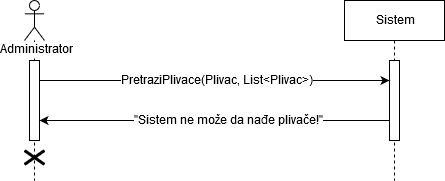 Sistem
Administrator
PretraziPlivace(Plivac, List<Plivac>)
"Sistem ne može da nađe plivače!"